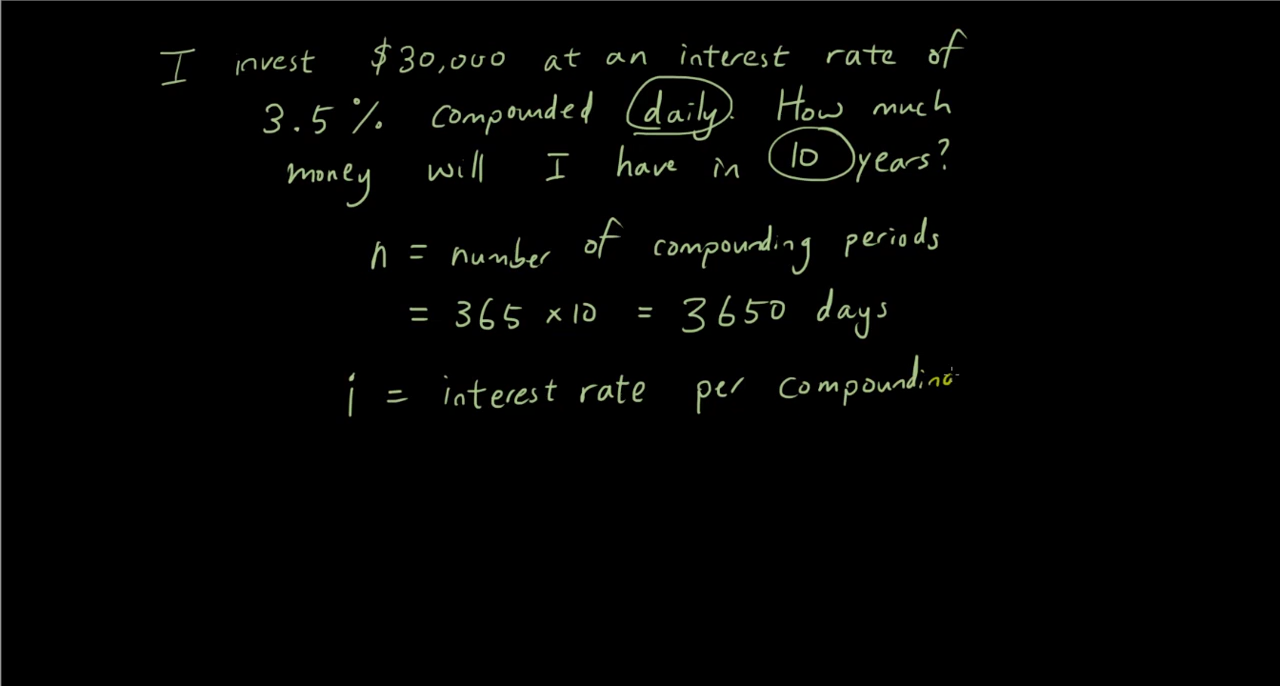 I invest $30,000 at an interest rate of
3.5% compounded daily. How much
money will I have in 10 years?
n = number of compounding periods
= 365 × 10 = 3650 days
i = interest rate per compounding